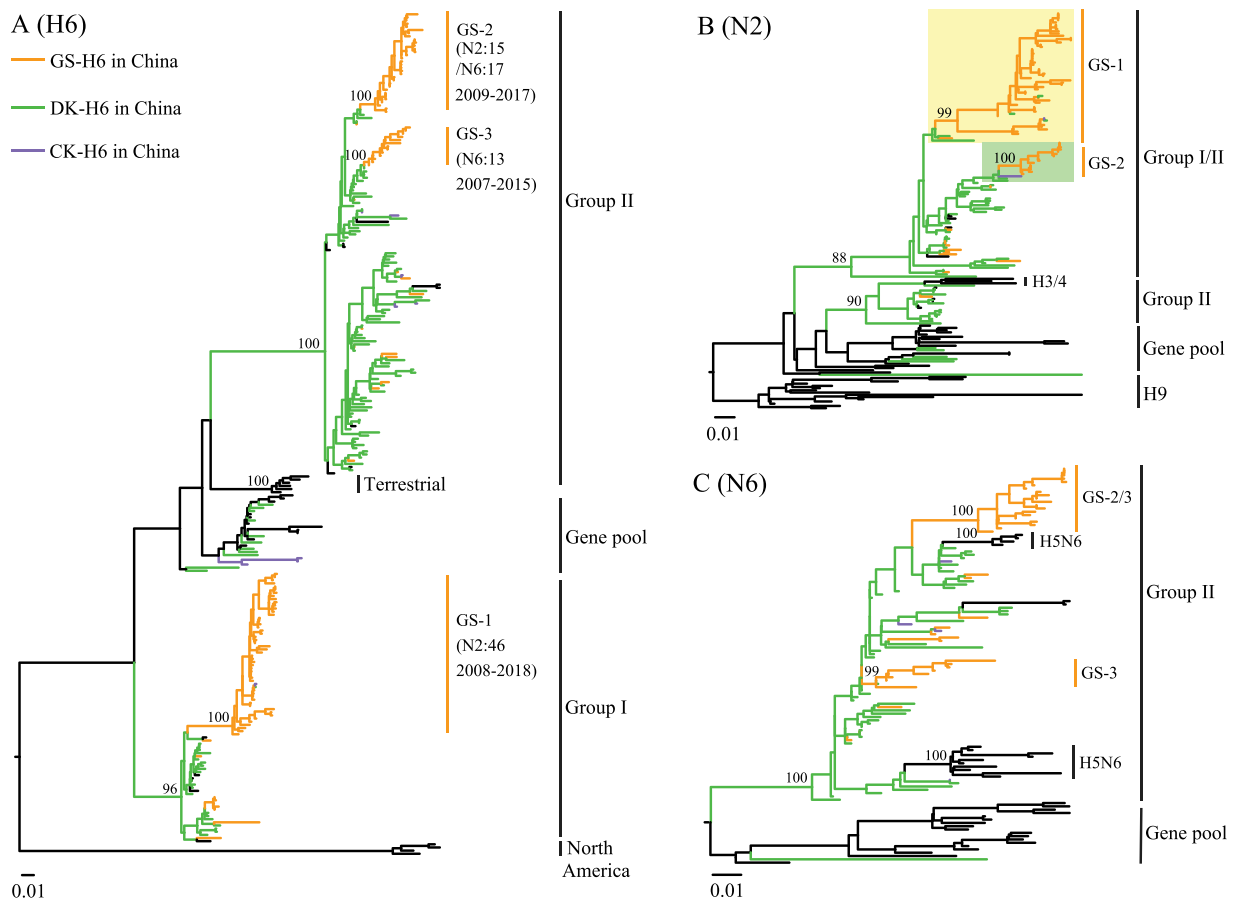 A (H6)
GS-H6 in China
DK-H6 in China
CK-H6 in China
100
GS-2
(N2:15
/N6:17
2009-2017)
100
GS-3
(N6:13
2007-2015)
Group II
100
100
Terrestrial
Gene pool
100
GS-1
(N2:46
2008-2018)
Group I
96
North
America
0.01
B (N2)
99
GS-1
100
GS-2
Group I/II
88
H3/4
90
Group II
Gene pool
H9
0.01
C (N6)
100
GS-2/3
100
H5N6
Group II
99
GS-3
100
H5N6
100
Gene pool
0.01